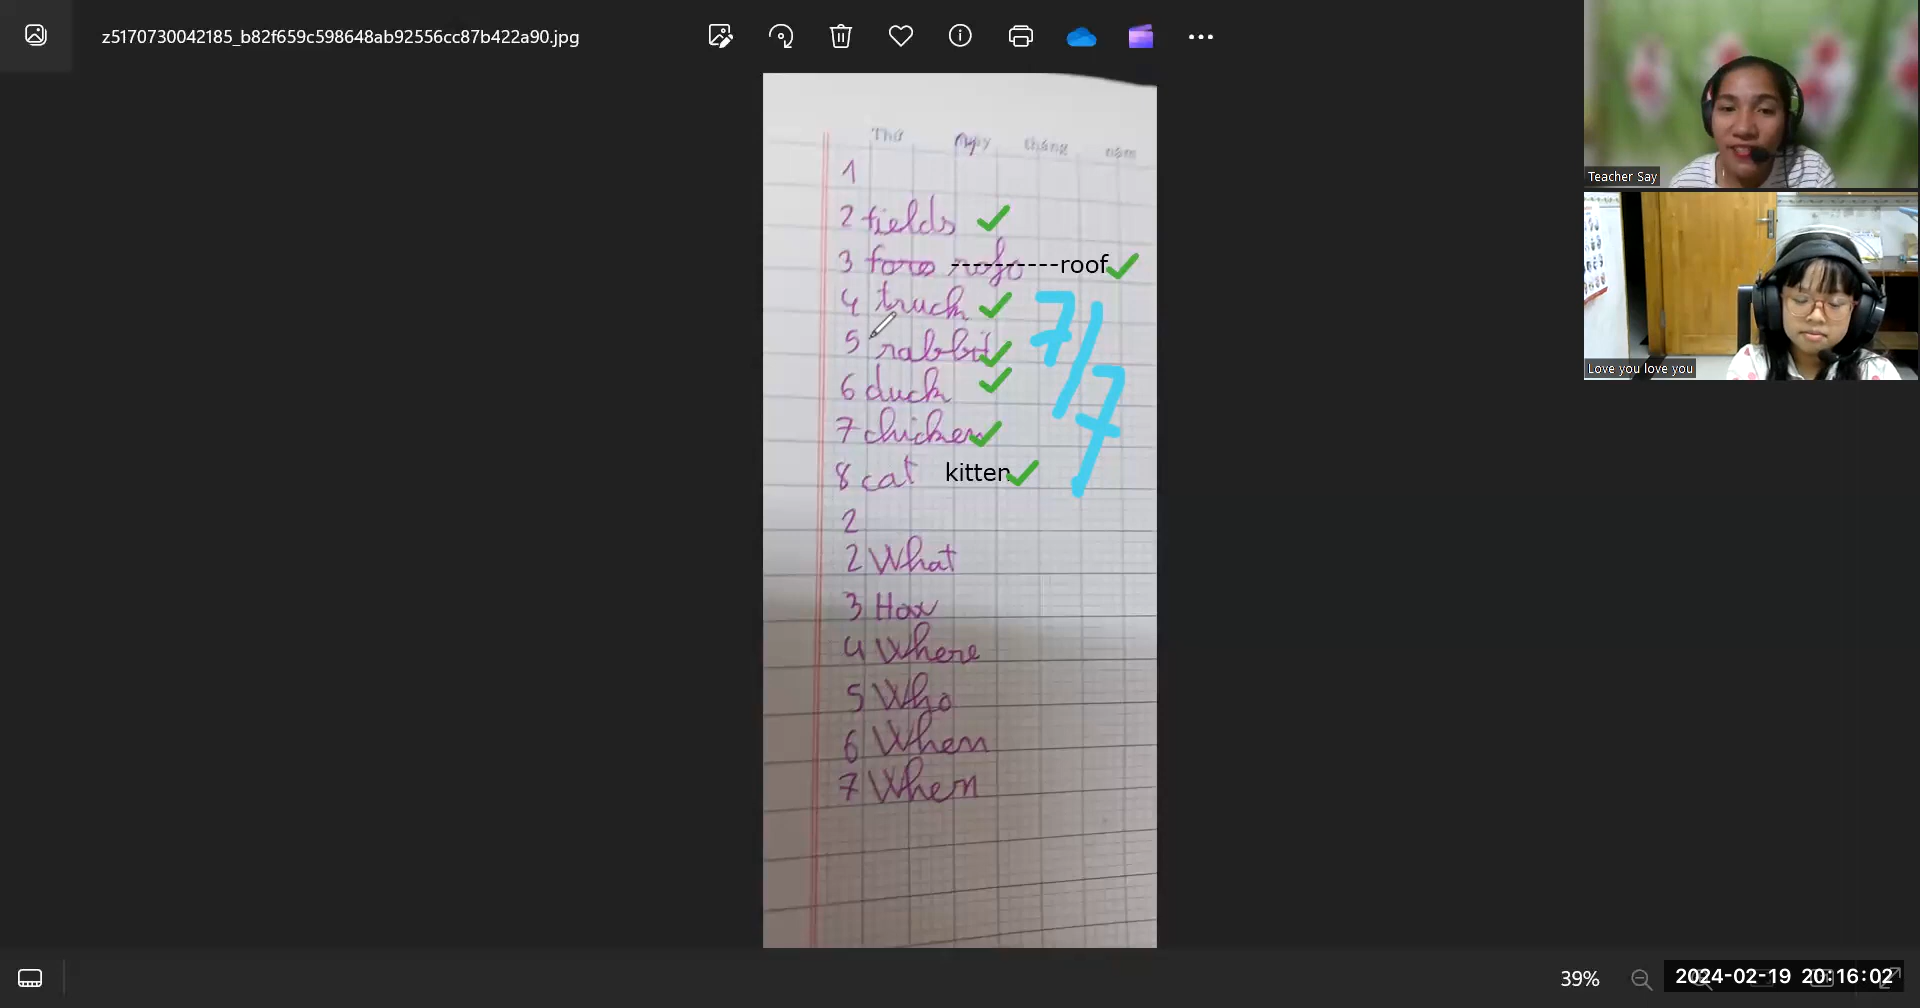 z5170730042185_b82f659c598648ab92556cc87b422a90.jpg
Teacher Say
Love you love you
Thứ Ngày tháng năm
1
2 fields
3 foro rofo ----------roof
4 truck
5 rabbit
6 duck
7 chicken
8 cat kitten
7/7
2
2 What
3 How
4 Where
5 Who
6 When
7 When
39%
2024-02-19 20:16:02